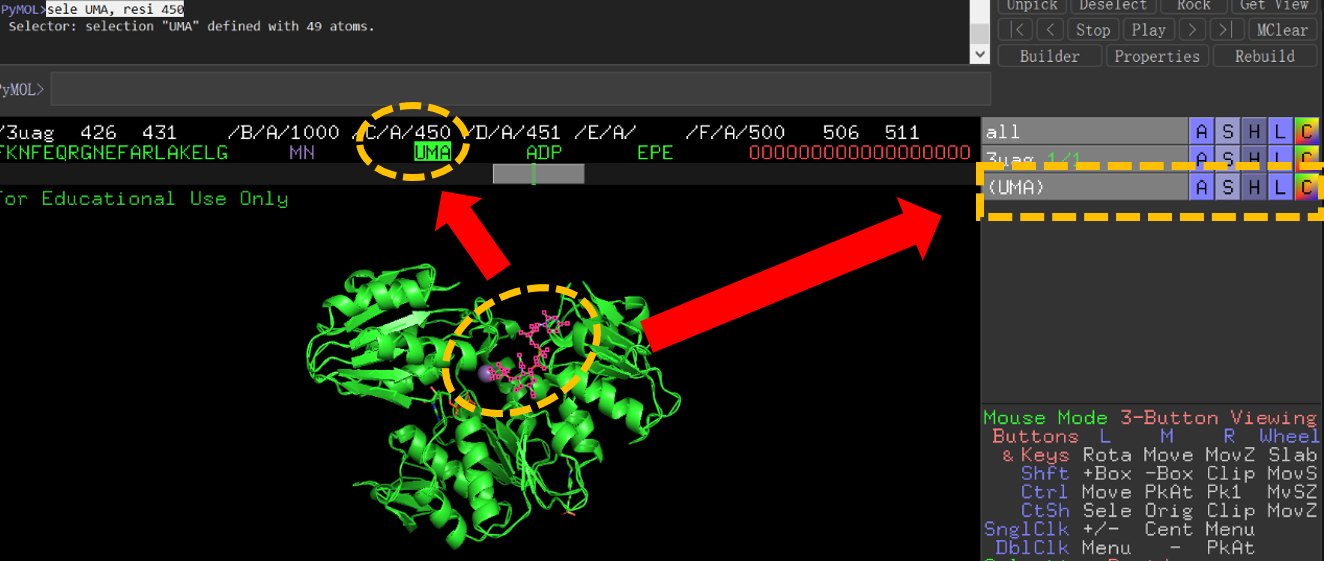 PyMOL>sele UMA, resi 450
Selector: selection "UMA" defined with 49 atoms.
Unpick Deselect Rock Get View
|< < Stop Play > >| MClear
Builder Properties Rebuild
PyMOL>
/3uag 426 431 /B/A/1000 /C/A/450 /D/A/451 /E/A/ /F/A/500 506 511
FKNFEQRGNEFARLAKELG MN UMA ADP EPE OOOOOOOOOOOOOOOOOOO
For Educational Use Only
all A S H L C
3uag 1/1 A S H L C
(UMA) A S H L C
Mouse Mode 3-Button Viewing
Buttons L M R Wheel
& Keys Rota Move MovZ Slab
Shft +Box -Box Clip MovS
Ctrl Move PkAt Pk1 MvSZ
CtSh Sele Orig Clip MovZ
SnglClk +/- Cent Menu
DblClk Menu - PkAt